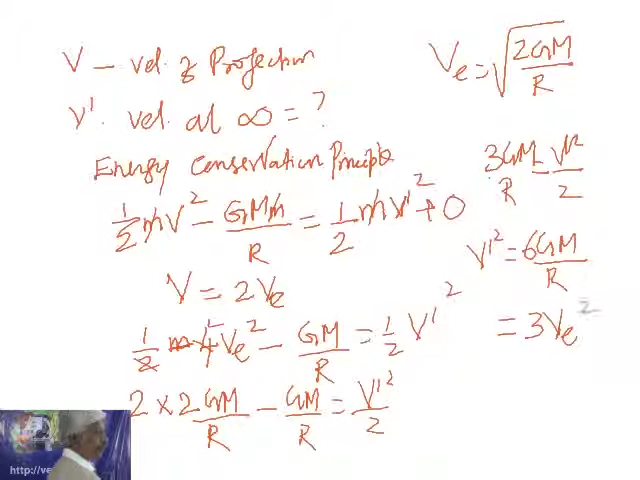 V – vel. of Projection
V' . vel. at ∞ = ?
Energy Conservation Principle
1/2 mV² – GMm/R = 1/2 mV'² + 0
V = 2Ve
1/2 m 4Ve² – GM/R = 1/2 V'²
2 × 2GM/R – GM/R = V'²/2
Ve = √(2GM/R)
3GM/R = V'²/2
V'² = 6GM/R
= 3Ve²
http://ve